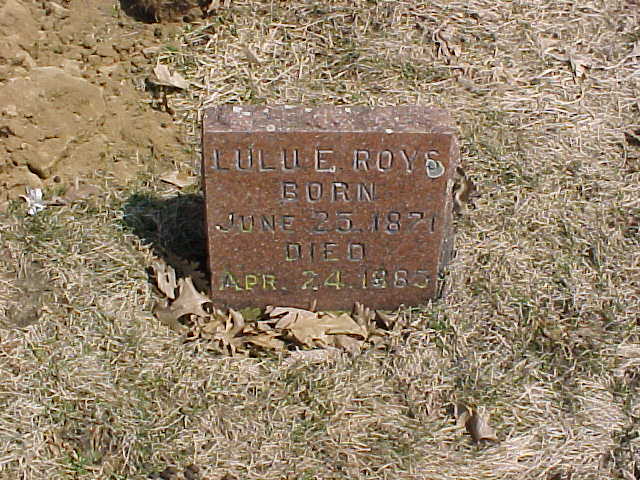 LULU E. ROYS
BORN
JUNE 25, 1871
DIED
APR. 24, 1885